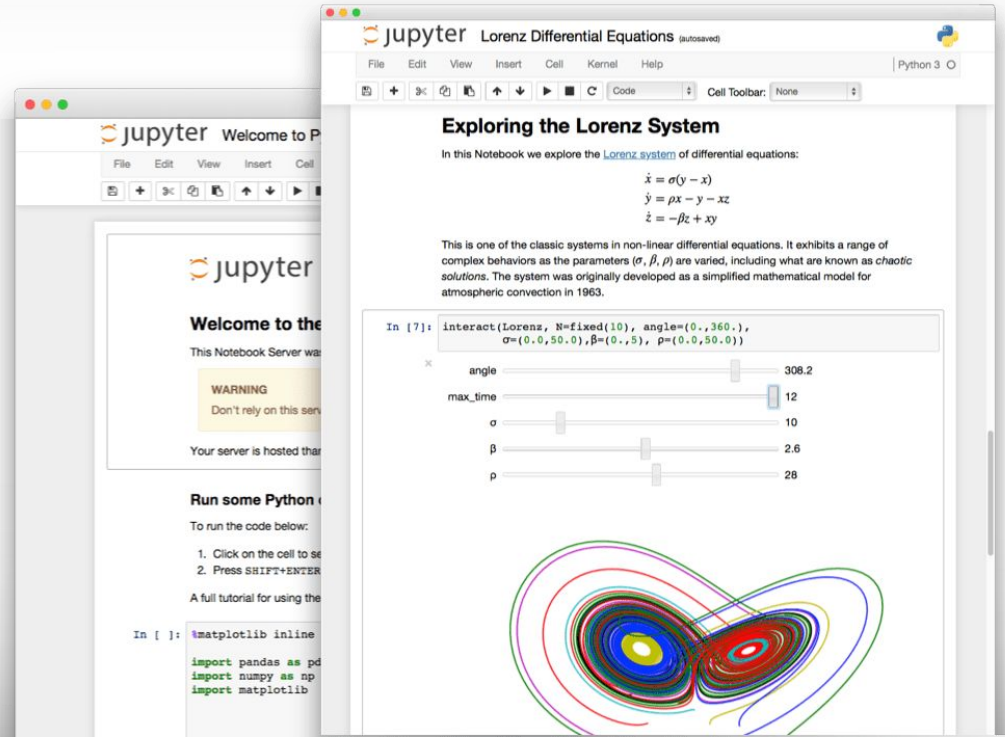 jupyter Welcome to P
File Edit View Insert Cell
jupyter
Welcome to the
This Notebook Server was
WARNING
Don't rely on this serv
Your server is hosted than
Run some Python
To run the code below:
1. Click on the cell to se
2. Press SHIFT+ENTER
A full tutorial for using the
In [ ]: %matplotlib inline
import pandas as pd
import numpy as np
import matplotlib
jupyter Lorenz Differential Equations (autosaved)
File Edit View Insert Cell Kernel Help Python 3
Code Cell Toolbar: None
Exploring the Lorenz System
In this Notebook we explore the Lorenz system of differential equations:
ẋ = σ(y − x)
ẏ = ρx − y − xz
ż = −βz + xy
This is one of the classic systems in non-linear differential equations. It exhibits a range of
complex behaviors as the parameters (σ, β, ρ) are varied, including what are known as chaotic
solutions. The system was originally developed as a simplified mathematical model for
atmospheric convection in 1963.
In [7]: interact(Lorenz, N=fixed(10), angle=(0.,360.),
σ=(0.0,50.0),β=(0.,5), ρ=(0.0,50.0))
angle 308.2
max_time 12
σ 10
β 2.6
ρ 28